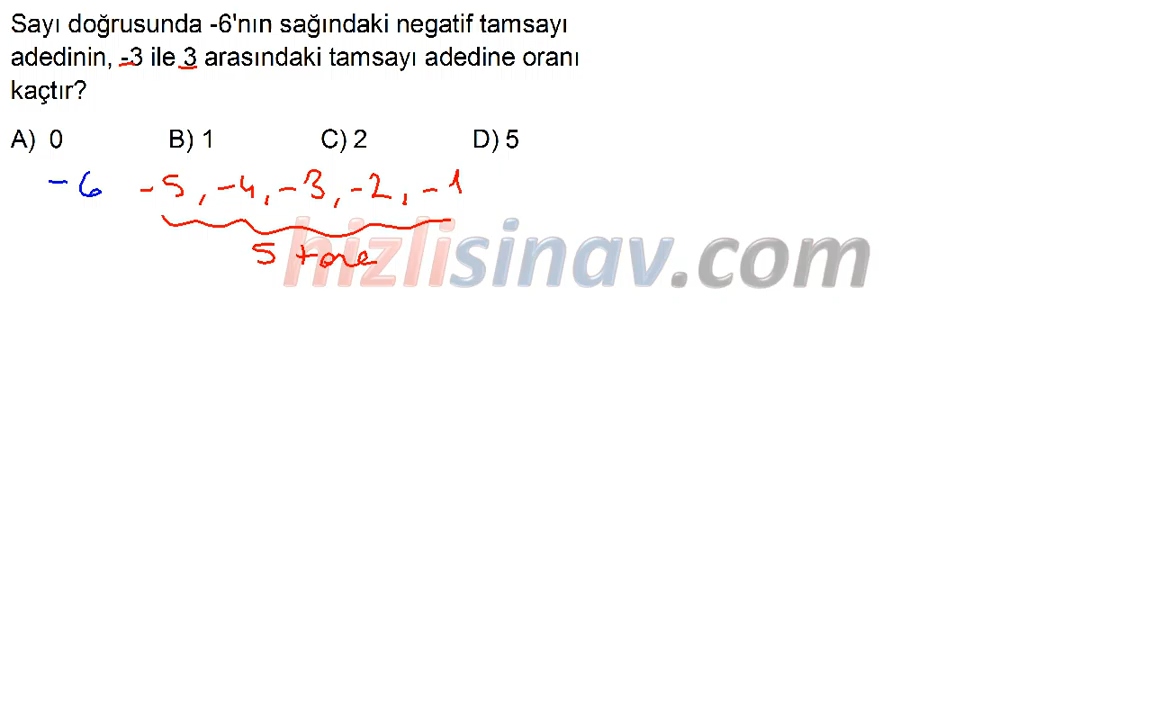 Sayı doğrusunda -6'nın sağındaki negatif tamsayı
adedinin, -3 ile 3 arasındaki tamsayı adedine oranı
kaçtır?
A) 0 B) 1 C) 2 D) 5
-6 -5, -4, -3, -2, -1
5 tane
hizlisinav.com